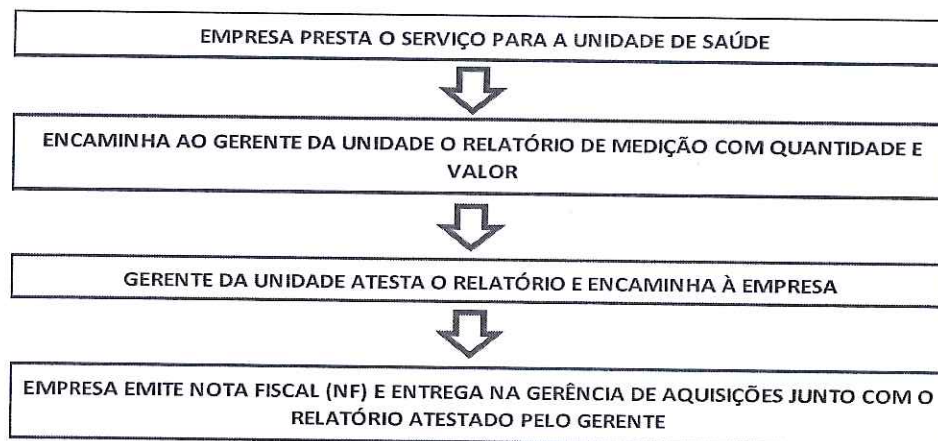 EMPRESA PRESTA O SERVIÇO PARA A UNIDADE DE SAÚDE
ENCAMINHA AO GERENTE DA UNIDADE O RELATÓRIO DE MEDIÇÃO COM QUANTIDADE E
VALOR
GERENTE DA UNIDADE ATESTA O RELATÓRIO E ENCAMINHA À EMPRESA
EMPRESA EMITE NOTA FISCAL (NF) E ENTREGA NA GERÊNCIA DE AQUISIÇÕES JUNTO COM O
RELATÓRIO ATESTADO PELO GERENTE